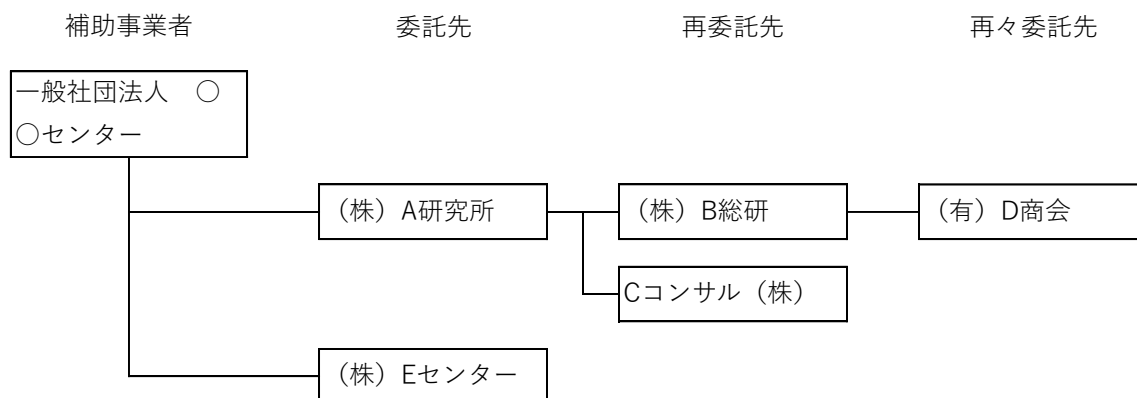 補助事業者　委託先　再委託先　再々委託先
一般社団法人　○
○センター
（株）A研究所　（株）B総研　（有）D商会
Cコンサル（株）
（株）Eセンター